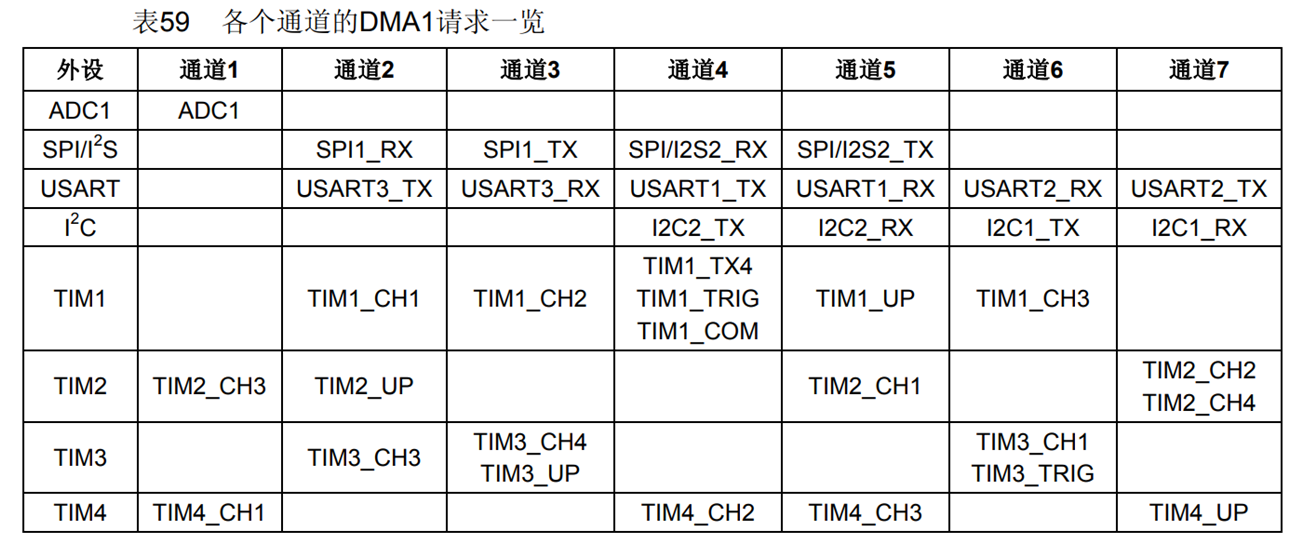 表59 各个通道的DMA1请求一览
外设 通道1 通道2 通道3 通道4 通道5 通道6 通道7
ADC1 ADC1
SPI/I²S SPI1_RX SPI1_TX SPI/I2S2_RX SPI/I2S2_TX
USART USART3_TX USART3_RX USART1_TX USART1_RX USART2_RX USART2_TX
I²C I2C2_TX I2C2_RX I2C1_TX I2C1_RX
TIM1 TIM1_CH1 TIM1_CH2 TIM1_TX4 TIM1_TRIG TIM1_COM TIM1_UP TIM1_CH3
TIM2 TIM2_CH3 TIM2_UP TIM2_CH1 TIM2_CH2 TIM2_CH4
TIM3 TIM3_CH3 TIM3_CH4 TIM3_UP TIM3_CH1 TIM3_TRIG
TIM4 TIM4_CH1 TIM4_CH2 TIM4_CH3 TIM4_UP